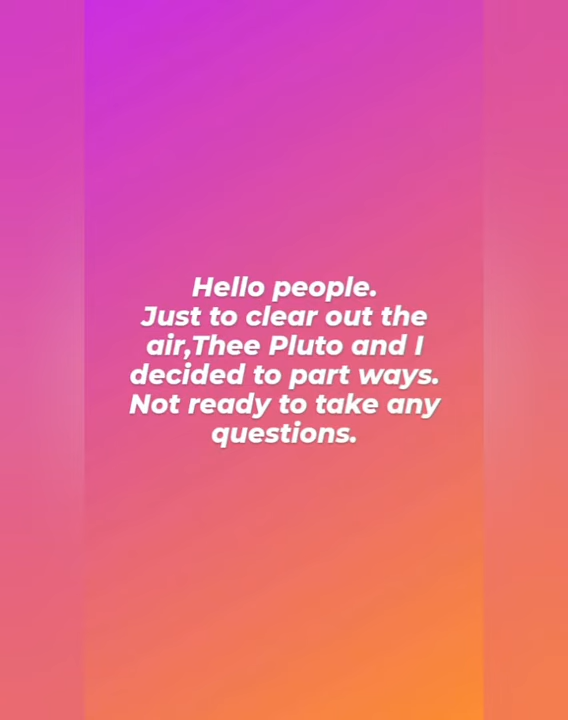 Hello people.
Just to clear out the
air,Thee Pluto and I
decided to part ways.
Not ready to take any
questions.